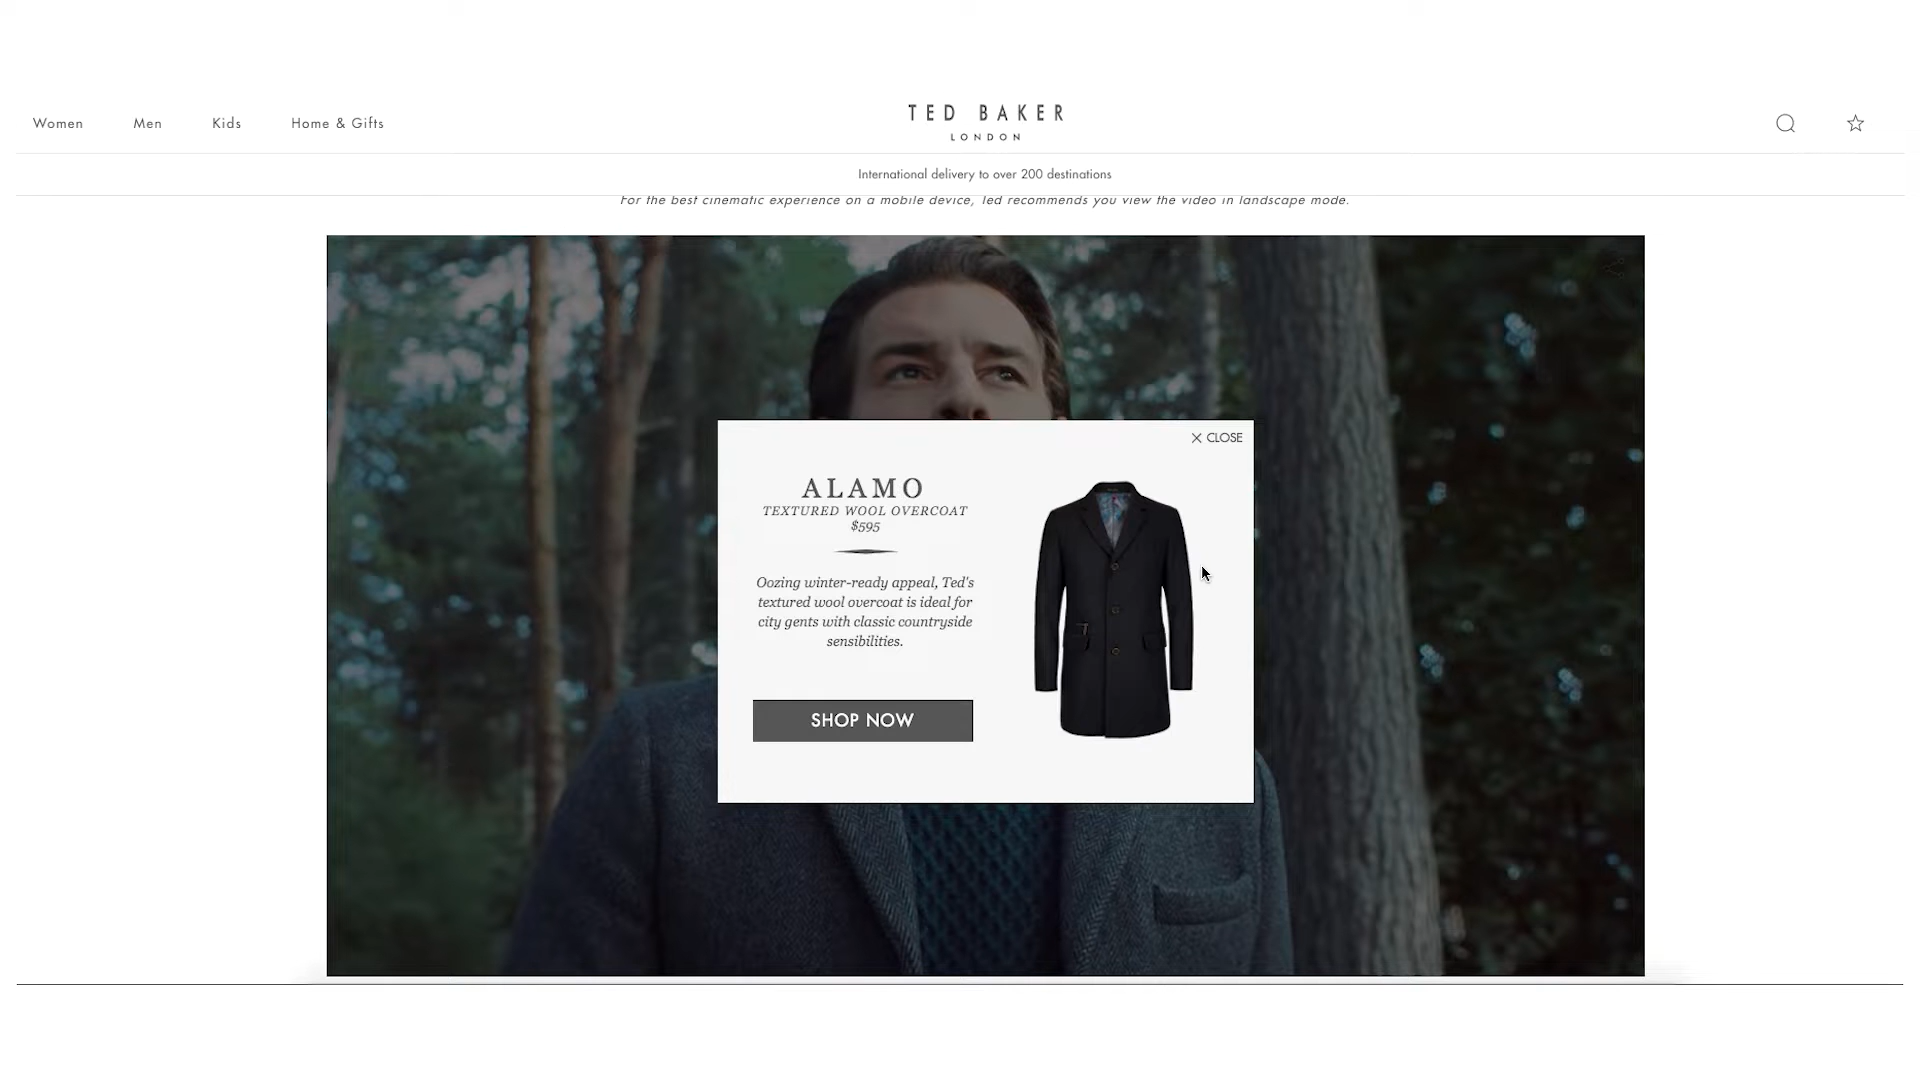 Women Men Kids Home & Gifts
TED BAKER
LONDON
International delivery to over 200 destinations
For the best cinematic experience on a mobile device, Ted recommends you view the video in landscape mode.
CLOSE
ALAMO
TEXTURED WOOL OVERCOAT
$595
Oozing winter-ready appeal, Ted's
textured wool overcoat is ideal for
city gents with classic countryside
sensibilities.
SHOP NOW